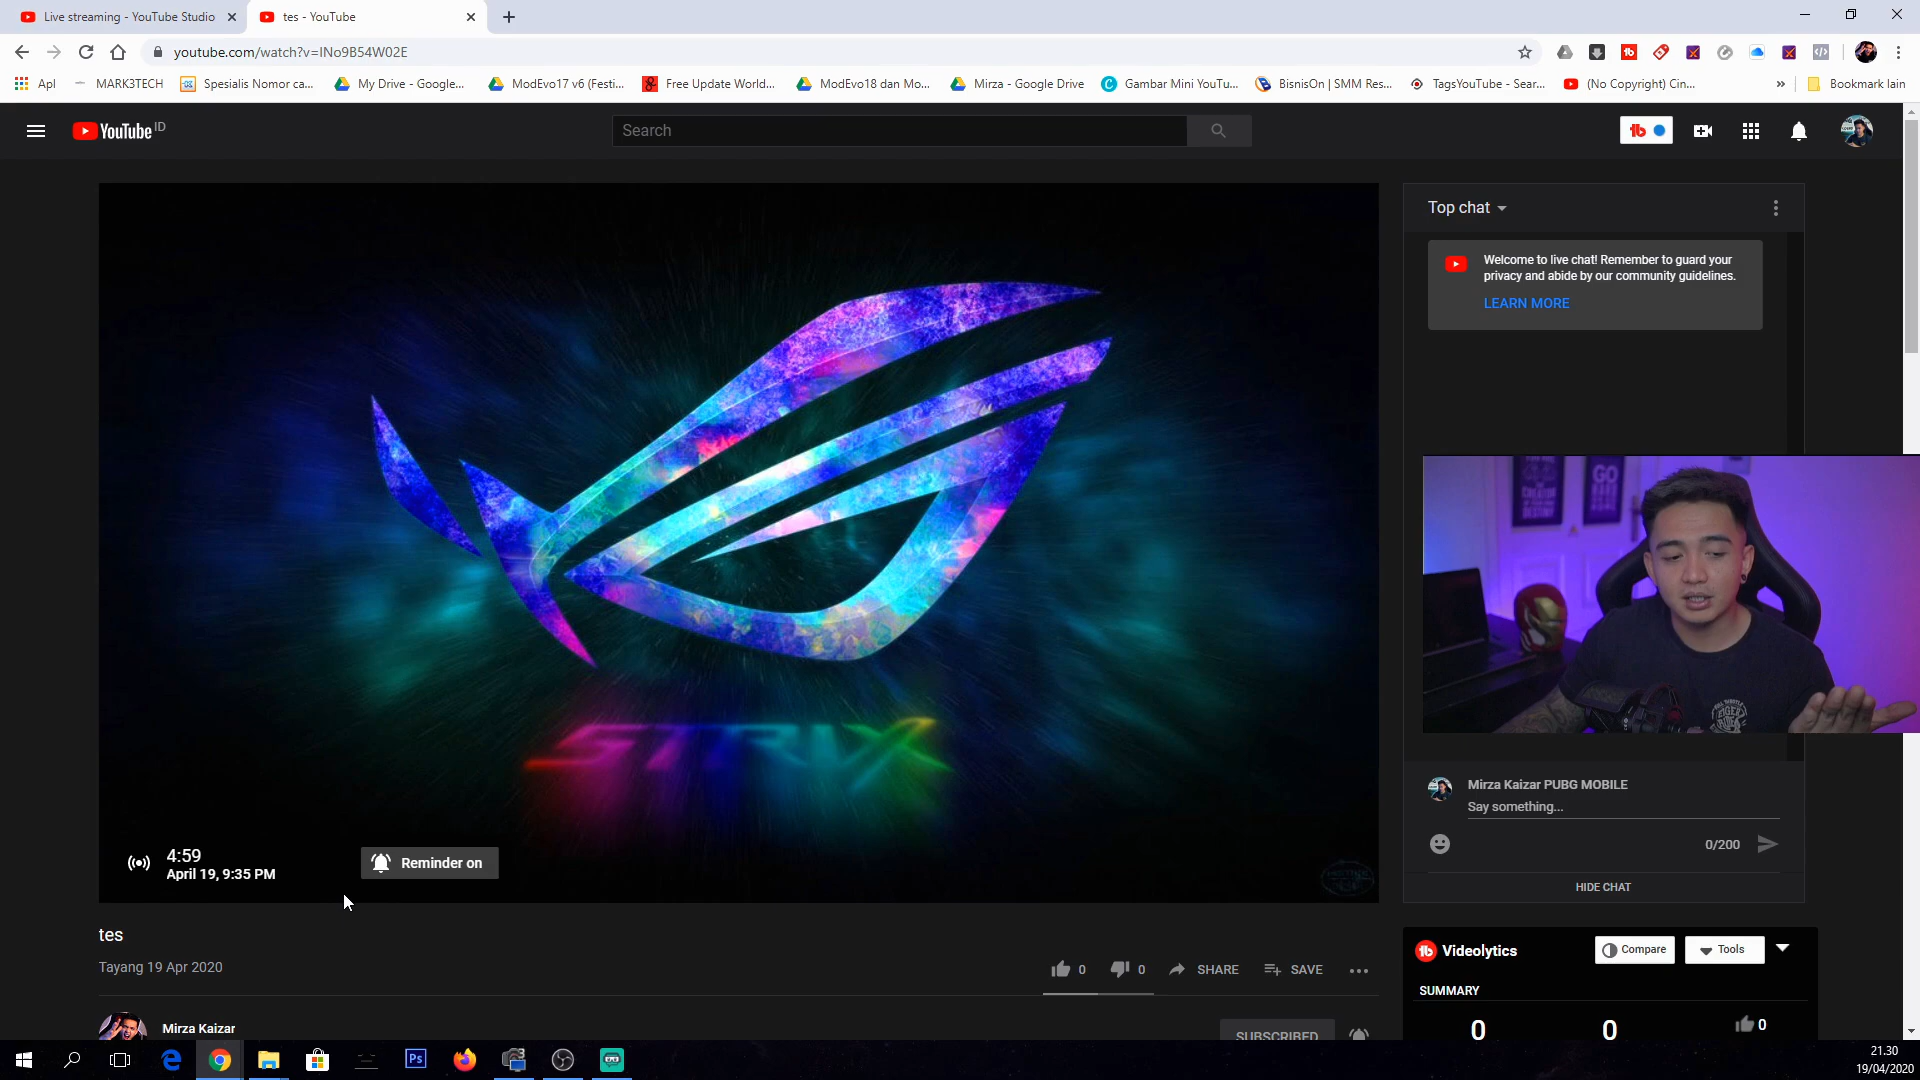 Live streaming - YouTube Studio
tes - YouTube
youtube.com/watch?v=INo9B54W02E
Apl
MARK3TECH
Spesialis Nomor ca...
My Drive - Google...
ModEvo17 v6 (Festi...
Free Update World...
ModEvo18 dan Mo...
Mirza - Google Drive
Gambar Mini YouTu...
BisnisOn | SMM Res...
TagsYouTube - Sear...
(No Copyright) Cin...
»
Bookmark lain
YouTube ID
Search
Top chat
Welcome to live chat! Remember to guard your
privacy and abide by our community guidelines.
LEARN MORE
STRIX
4:59
April 19, 9:35 PM
Reminder on
Mirza Kaizar PUBG MOBILE
Say something...
0/200
HIDE CHAT
tes
Tayang 19 Apr 2020
0
0
SHARE
SAVE
Mirza Kaizar
SUBSCRIBED
Videolytics
Compare
Tools
SUMMARY
0
0
0
Ps
21.30
19/04/2020